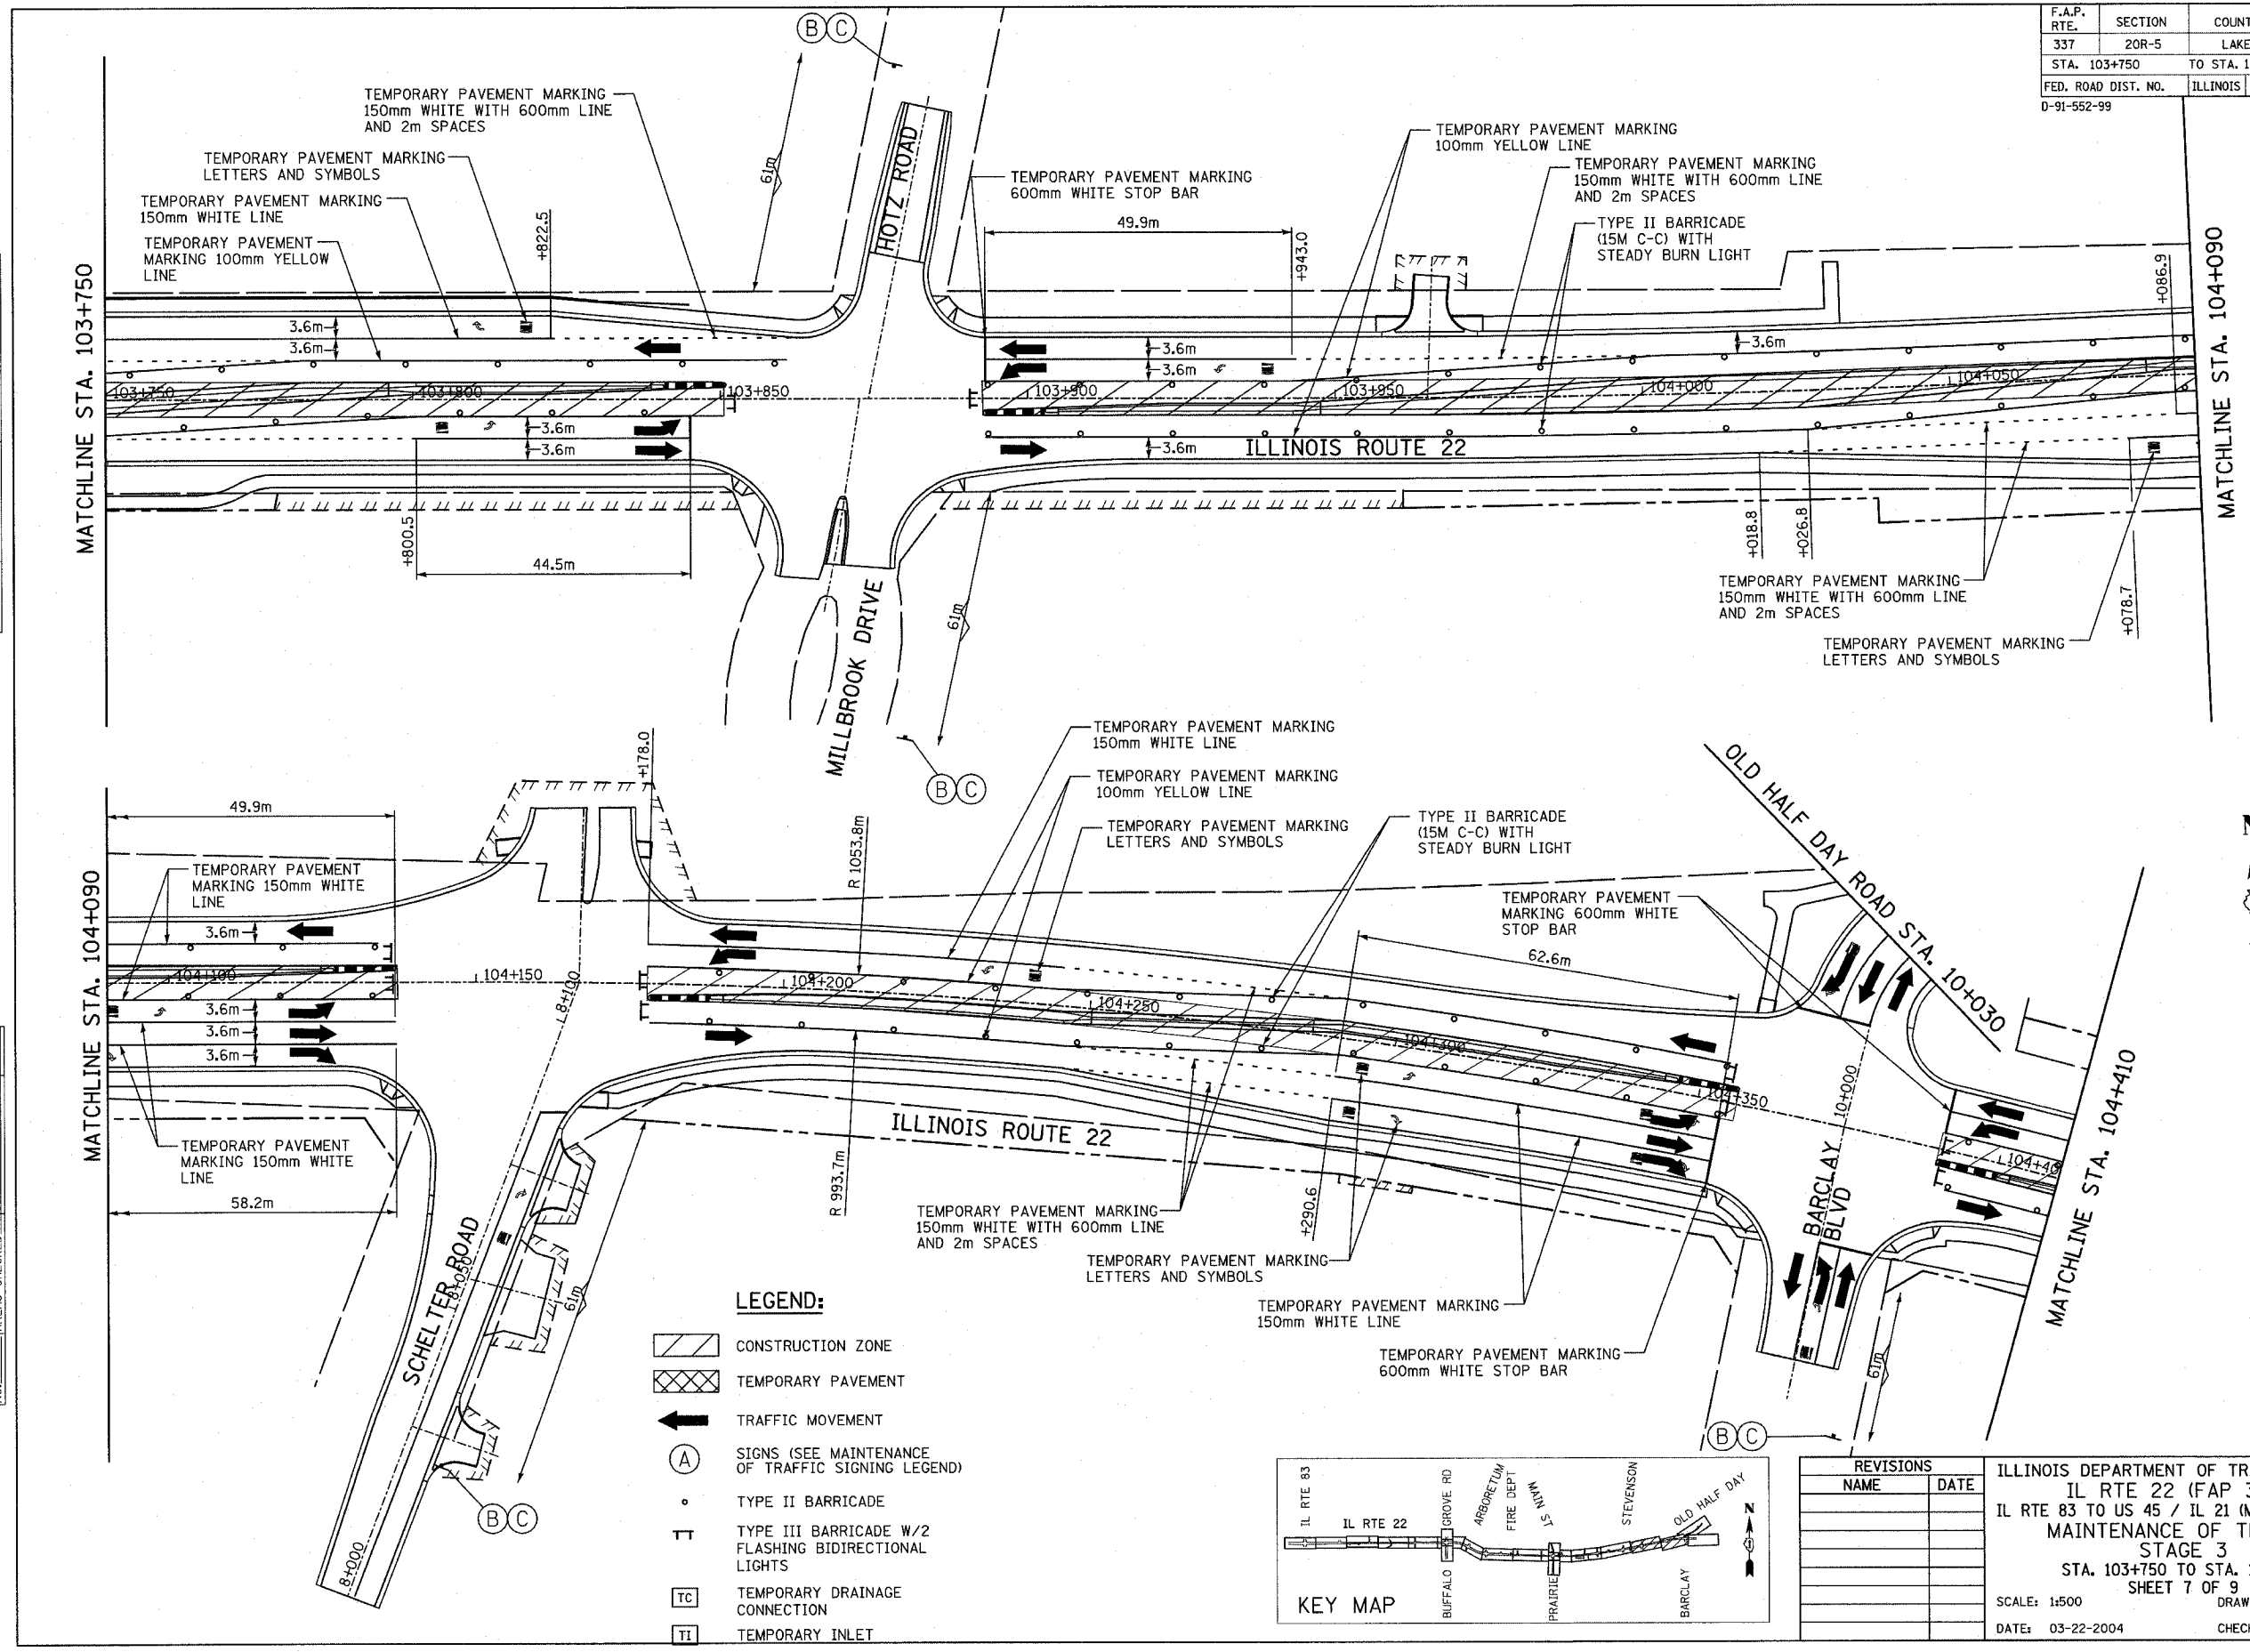 F.A.P.
RTE.
SECTION
COUNT
337
20R-5
LAKE
STA. 103+750
TO STA. 1
FED. ROAD DIST. NO.
ILLINOIS
D-91-552-99
B C
TEMPORARY PAVEMENT MARKING
150mm WHITE WITH 600mm LINE
AND 2m SPACES
TEMPORARY PAVEMENT MARKING
LETTERS AND SYMBOLS
TEMPORARY PAVEMENT MARKING
150mm WHITE LINE
TEMPORARY PAVEMENT
MARKING 100mm YELLOW
LINE
+822.5
61m
HOTZ ROAD
TEMPORARY PAVEMENT MARKING
600mm WHITE STOP BAR
49.9m
+943.0
TEMPORARY PAVEMENT MARKING
100mm YELLOW LINE
TEMPORARY PAVEMENT MARKING
150mm WHITE WITH 600mm LINE
AND 2m SPACES
TYPE II BARRICADE
(15M C-C) WITH
STEADY BURN LIGHT
+086.9
MATCHLINE STA. 103+750
MATCHLINE STA. 104+090
3.6m
3.6m
3.6m
3.6m
3.6m
103+750
103+800
103+850
103+900
103+950
104+000
104+050
3.6m
3.6m
3.6m
ILLINOIS ROUTE 22
+800.5
44.5m
MILLBROOK DRIVE
61m
B C
+018.8
+026.8
+078.7
TEMPORARY PAVEMENT MARKING
150mm WHITE WITH 600mm LINE
AND 2m SPACES
TEMPORARY PAVEMENT MARKING
LETTERS AND SYMBOLS
MATCHLINE STA. 104+090
49.9m
TEMPORARY PAVEMENT
MARKING 150mm WHITE
LINE
3.6m
104+100
104+150
3.6m
3.6m
3.6m
TEMPORARY PAVEMENT
MARKING 150mm WHITE
LINE
58.2m
8+100
+178.0
TEMPORARY PAVEMENT MARKING
150mm WHITE LINE
TEMPORARY PAVEMENT MARKING
100mm YELLOW LINE
TEMPORARY PAVEMENT MARKING
LETTERS AND SYMBOLS
R 1053.8m
TYPE II BARRICADE
(15M C-C) WITH
STEADY BURN LIGHT
TEMPORARY PAVEMENT
MARKING 600mm WHITE
STOP BAR
62.6m
OLD HALF DAY ROAD STA. 10+030
104+200
104+250
104+300
104+350
104+40
10+000
BARCLAY
BLVD
MATCHLINE STA. 104+410
ILLINOIS ROUTE 22
R 993.7m
+290.6
TEMPORARY PAVEMENT MARKING
150mm WHITE WITH 600mm LINE
AND 2m SPACES
TEMPORARY PAVEMENT MARKING
LETTERS AND SYMBOLS
TEMPORARY PAVEMENT MARKING
150mm WHITE LINE
TEMPORARY PAVEMENT MARKING
600mm WHITE STOP BAR
61m
B C
SCHELTER ROAD
8+050
8+000
61m
B C
LEGEND:
CONSTRUCTION ZONE
TEMPORARY PAVEMENT
TRAFFIC MOVEMENT
A
SIGNS (SEE MAINTENANCE
OF TRAFFIC SIGNING LEGEND)
TYPE II BARRICADE
TYPE III BARRICADE W/2
FLASHING BIDIRECTIONAL
LIGHTS
TC
TEMPORARY DRAINAGE
CONNECTION
TI
TEMPORARY INLET
IL RTE 83
IL RTE 22
GROVE RD
ARBORETUM
FIRE DEPT
MAIN ST
STEVENSON
OLD HALF DAY
N
BUFFALO
PRAIRIE
BARCLAY
KEY MAP
REVISIONS
NAME
DATE
ILLINOIS DEPARTMENT OF TR
IL RTE 22 (FAP 3
IL RTE 83 TO US 45 / IL 21 (M
MAINTENANCE OF T
STAGE 3
STA. 103+750 TO STA.
SHEET 7 OF 9
SCALE: 1:500
DRAW
DATE: 03-22-2004
CHECK